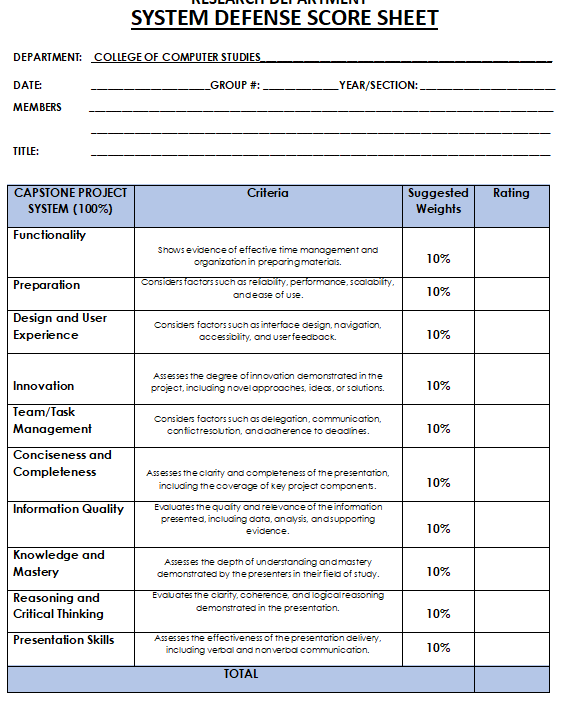 RESEARCH DEPARTMENT
SYSTEM DEFENSE SCORE SHEET
DEPARTMENT: COLLEGE OF COMPUTER STUDIES
DATE: GROUP #: YEAR/SECTION:
MEMBERS
TITLE:
CAPSTONE PROJECT
SYSTEM (100%)
Criteria
Suggested
Weights
Rating
Functionality
Shows evidence of effective time management and
organization in preparing materials.
10%
Preparation
Considers factors such as reliability, performance, scalability,
and ease of use.
10%
Design and User
Experience
Considers factors such as interface design, navigation,
accessibility, and user feedback.
10%
Innovation
Assesses the degree of innovation demonstrated in the
project, including novel approaches, ideas, or solutions.
10%
Team/Task
Management
Considers factors such as delegation, communication,
conflict resolution, and adherence to deadlines.
10%
Conciseness and
Completeness
Assesses the clarity and completeness of the presentation,
including the coverage of key project components.
10%
Information Quality
Evaluates the quality and relevance of the information
presented, including data, analysis, and supporting
evidence.
10%
Knowledge and
Mastery
Assesses the depth of understanding and mastery
demonstrated by the presenters in their field of study.
10%
Reasoning and
Critical Thinking
Evaluates the clarity, coherence, and logical reasoning
demonstrated in the presentation.
10%
Presentation Skills
Assesses the effectiveness of the presentation delivery,
including verbal and nonverbal communication.
10%
TOTAL